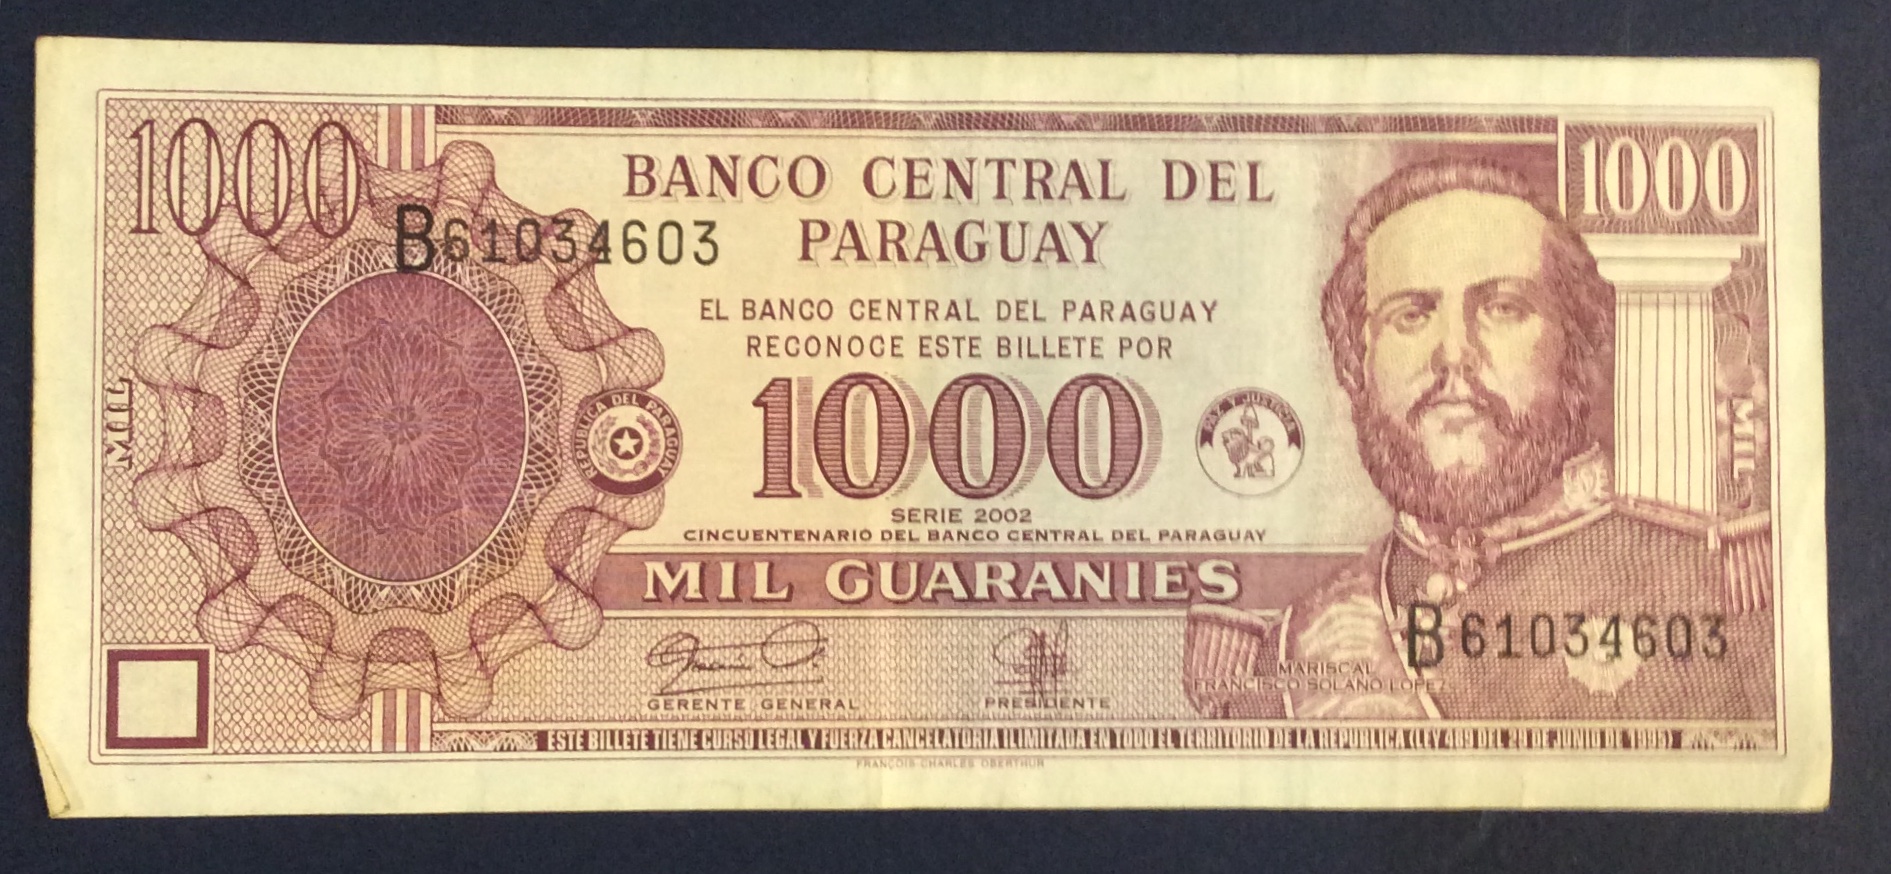 1000
BANCO CENTRAL DEL
PARAGUAY
1000
B61034603
EL BANCO CENTRAL DEL PARAGUAY
RECONOCE ESTE BILLETE POR
1000
MIL
REPUBLICA DEL PARAGUAY
PAZ Y JUSTICIA
MIL
SERIE 2002
CINCUENTENARIO DEL BANCO CENTRAL DEL PARAGUAY
MIL GUARANIES
B61034603
MARISCAL
FRANCISCO SOLANO LOPEZ
GERENTE GENERAL
PRESIDENTE
ESTE BILLETE TIENE CURSO LEGAL Y FUERZA CANCELATORIA ILIMITADA EN TODO EL TERRITORIO DE LA REPUBLICA (LEY 489 DEL 29 DE JUNIO DE 1995)
FRANÇOIS-CHARLES OBERTHUR